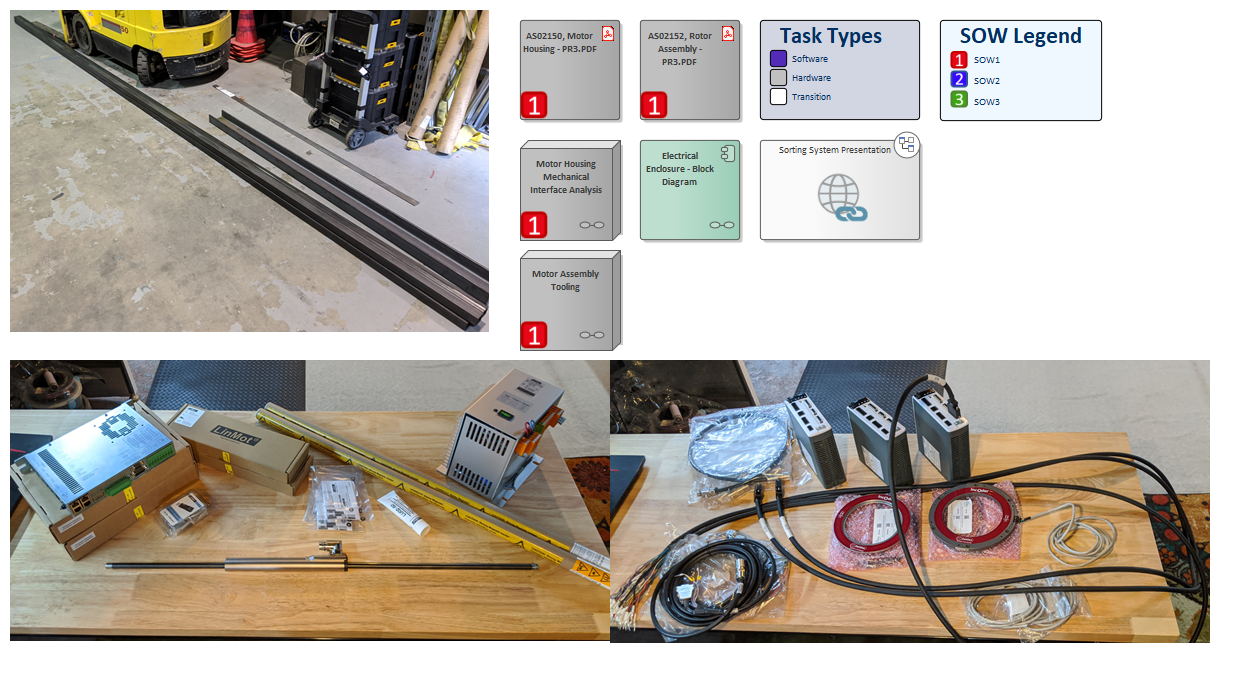 AS02150, Motor
Housing - PR3.PDF
1
AS02152, Rotor
Assembly -
PR3.PDF
1
Task Types
Software
Hardware
Transition
SOW Legend
1 SOW1
2 SOW2
3 SOW3
Motor Housing
Mechanical
Interface Analysis
1
Electrical
Enclosure - Block
Diagram
Sorting System Presentation
Motor Assembly
Tooling
1
LinMot